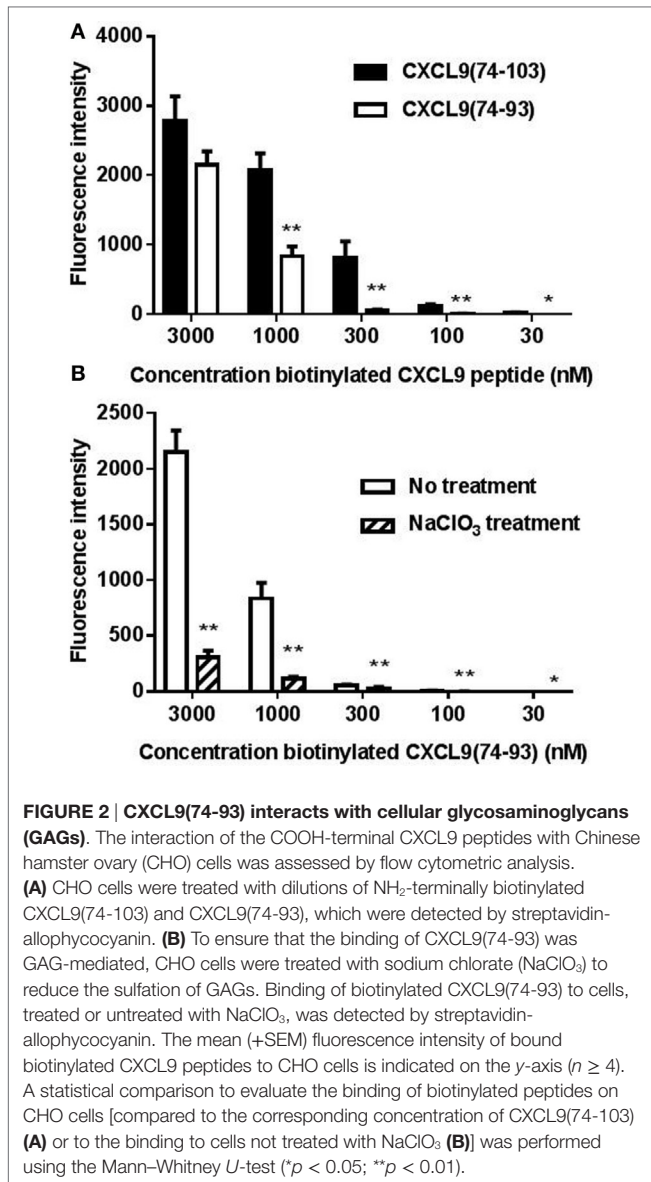 A
4000
3000
2000
1000
0
Fluorescence intensity
CXCL9(74-103)
CXCL9(74-93)
**
**
**
*
3000 1000 300 100 30
Concentration biotinylated CXCL9 peptide (nM)
B
2500
2000
1500
1000
500
0
Fluorescence intensity
No treatment
NaClO₃ treatment
**
**
**
**
*
3000 1000 300 100 30
Concentration biotinylated CXCL9(74-93) (nM)
FIGURE 2 | CXCL9(74-93) interacts with cellular glycosaminoglycans
(GAGs). The interaction of the COOH-terminal CXCL9 peptides with Chinese
hamster ovary (CHO) cells was assessed by flow cytometric analysis.
(A) CHO cells were treated with dilutions of NH₂-terminally biotinylated
CXCL9(74-103) and CXCL9(74-93), which were detected by streptavidin-
allophycocyanin. (B) To ensure that the binding of CXCL9(74-93) was
GAG-mediated, CHO cells were treated with sodium chlorate (NaClO₃) to
reduce the sulfation of GAGs. Binding of biotinylated CXCL9(74-93) to cells,
treated or untreated with NaClO₃, was detected by streptavidin-
allophycocyanin. The mean (+SEM) fluorescence intensity of bound
biotinylated CXCL9 peptides to CHO cells is indicated on the y-axis (n ≥ 4).
A statistical comparison to evaluate the binding of biotinylated peptides on
CHO cells [compared to the corresponding concentration of CXCL9(74-103)
(A) or to the binding to cells not treated with NaClO₃ (B)] was performed
using the Mann–Whitney U-test (*p < 0.05; **p < 0.01).